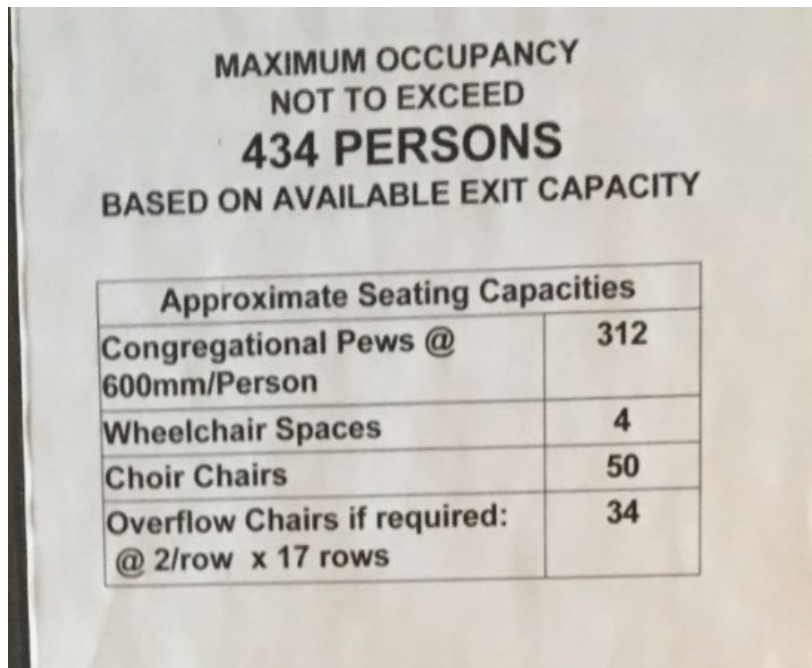 MAXIMUM OCCUPANCY
NOT TO EXCEED
434 PERSONS
BASED ON AVAILABLE EXIT CAPACITY
Approximate Seating Capacities
Congregational Pews @ 312
600mm/Person
Wheelchair Spaces 4
Choir Chairs 50
Overflow Chairs if required: 34
@ 2/row x 17 rows